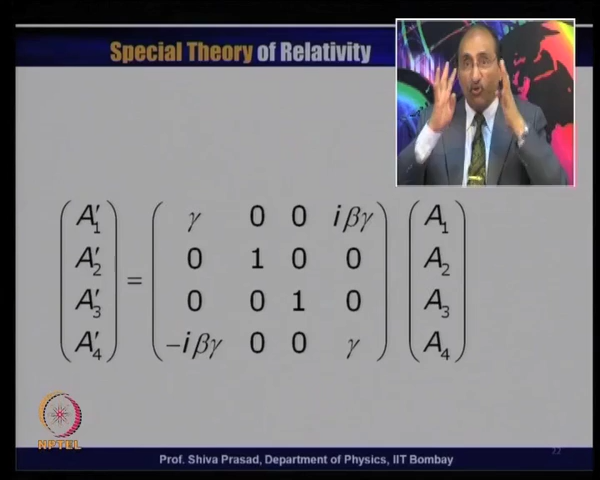 Special Theory of Relativity
A′₁ γ 0 0 iβγ A₁
A′₂ 0 1 0 0 A₂
A′₃ = 0 0 1 0 A₃
A′₄ −iβγ 0 0 γ A₄
NPTEL
22
Prof. Shiva Prasad, Department of Physics, IIT Bombay